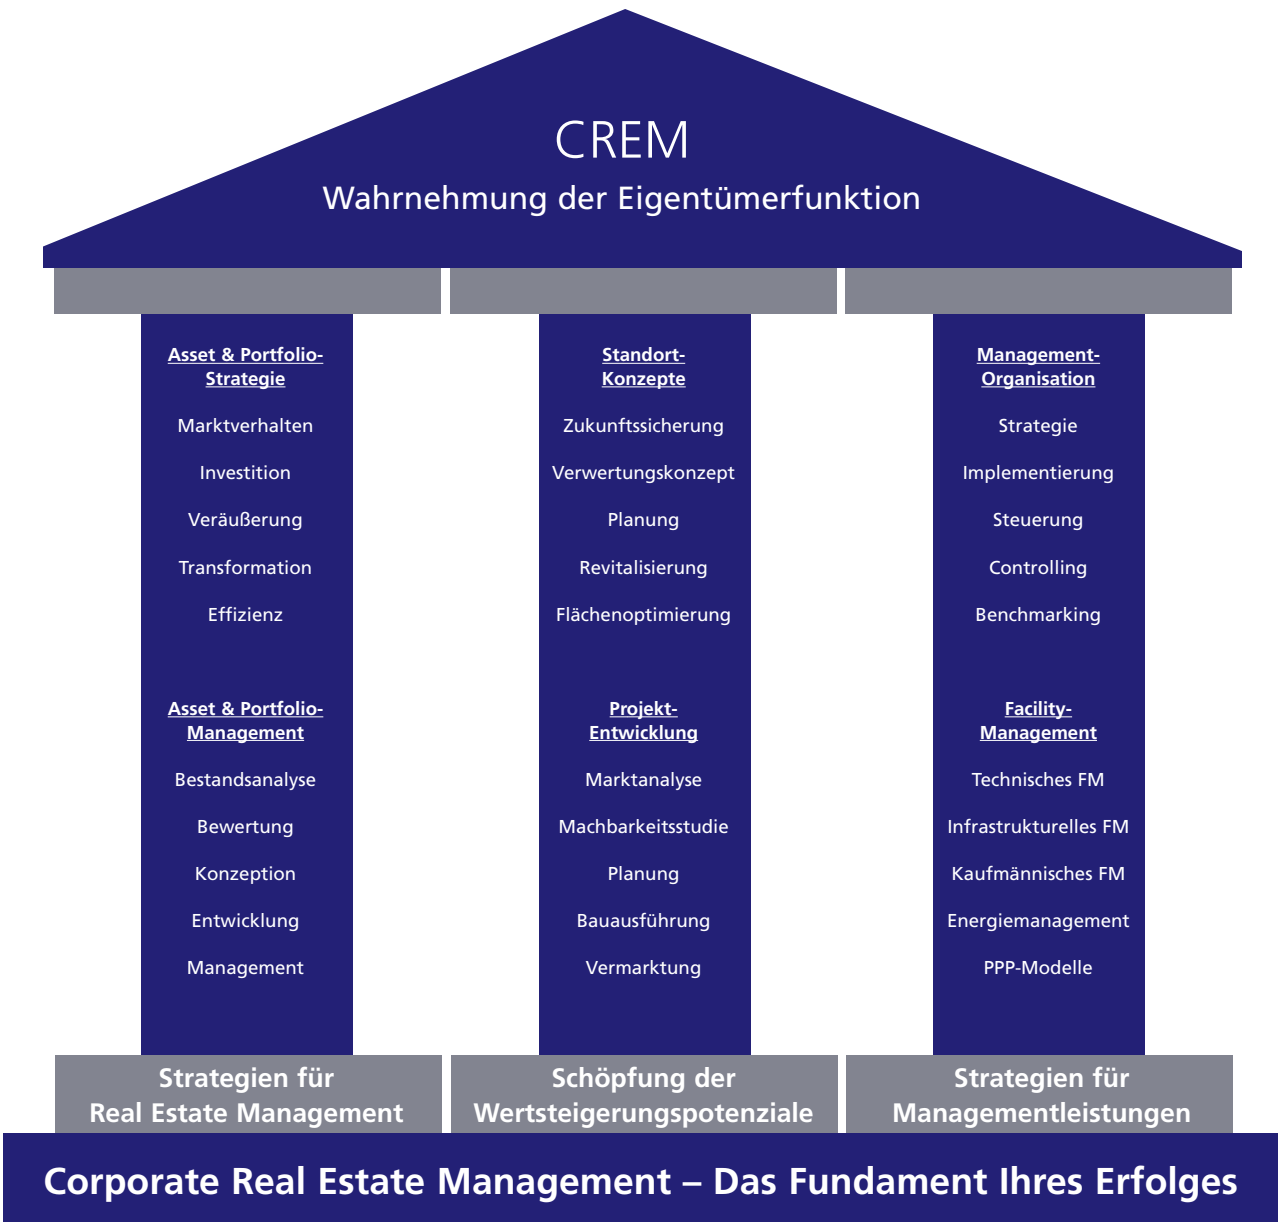 CREM
Wahrnehmung der Eigentümerfunktion
Asset & Portfolio-
Strategie
Marktverhalten
Investition
Veräußerung
Transformation
Effizienz
Asset & Portfolio-
Management
Bestandsanalyse
Bewertung
Konzeption
Entwicklung
Management
Strategien für
Real Estate Management
Standort-
Konzepte
Zukunftssicherung
Verwertungskonzept
Planung
Revitalisierung
Flächenoptimierung
Projekt-
Entwicklung
Marktanalyse
Machbarkeitsstudie
Planung
Bauausführung
Vermarktung
Schöpfung der
Wertsteigerungspotenziale
Management-
Organisation
Strategie
Implementierung
Steuerung
Controlling
Benchmarking
Facility-
Management
Technisches FM
Infrastrukturelles FM
Kaufmännisches FM
Energiemanagement
PPP-Modelle
Strategien für
Managementleistungen
Corporate Real Estate Management – Das Fundament Ihres Erfolges